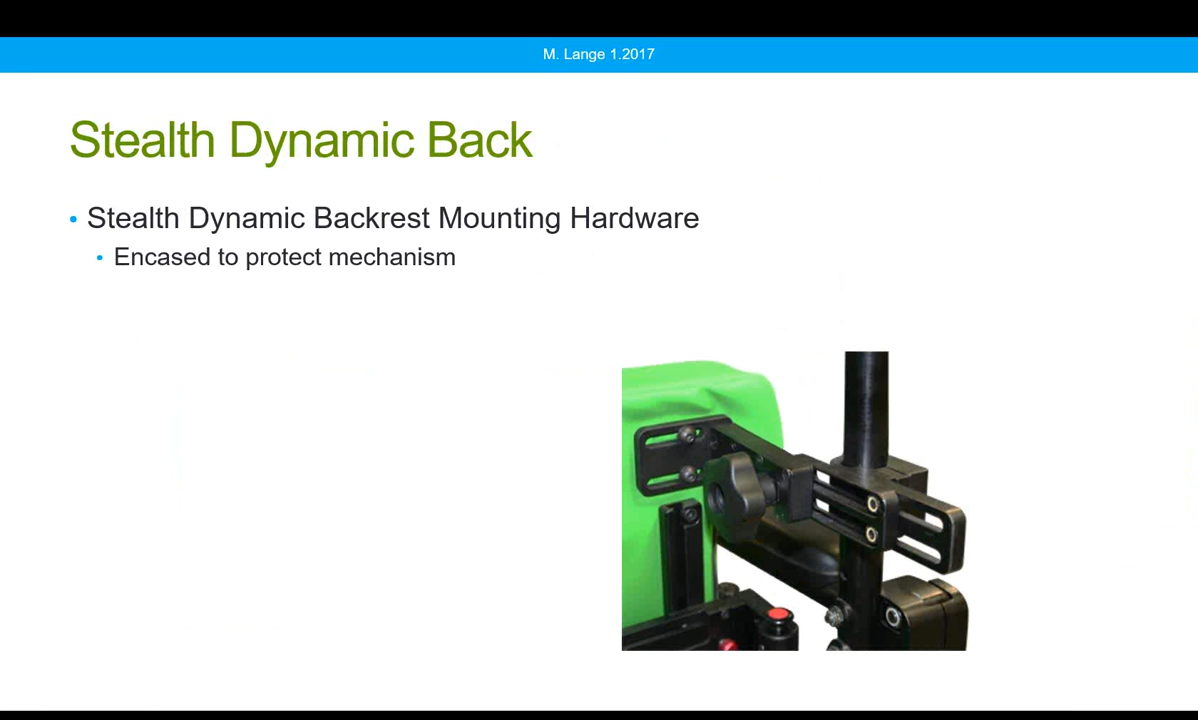 M. Lange 1.2017
Stealth Dynamic Back
• Stealth Dynamic Backrest Mounting Hardware
• Encased to protect mechanism